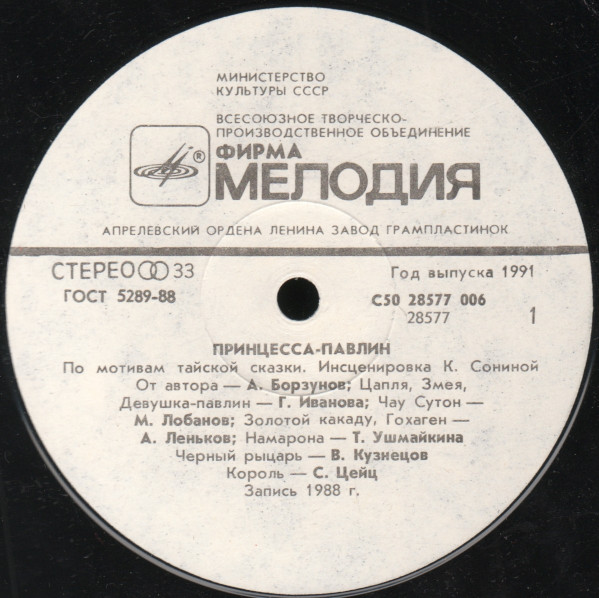 МИНИСТЕРСТВО
КУЛЬТУРЫ СССР
ВСЕСОЮЗНОЕ ТВОРЧЕСКО-
ПРОИЗВОДСТВЕННОЕ ОБЪЕДИНЕНИЕ
®
ФИРМА
МЕЛОДИЯ
АПРЕЛЕВСКИЙ ОРДЕНА ЛЕНИНА ЗАВОД ГРАМПЛАСТИНОК
СТЕРЕО 33
Год выпуска 1991
ГОСТ 5289-88
С50 28577 006
28577
1
ПРИНЦЕССА-ПАВЛИН
По мотивам тайской сказки. Инсценировка К. Сониной
От автора — А. Борзунов; Цапля, Змея,
Девушка-павлин — Г. Иванова; Чау Сутон —
М. Лобанов; Золотой какаду, Гохаген —
А. Леньков; Намарона — Т. Ушмайкина
Черный рыцарь — В. Кузнецов
Король — С. Цейц
Запись 1988 г.